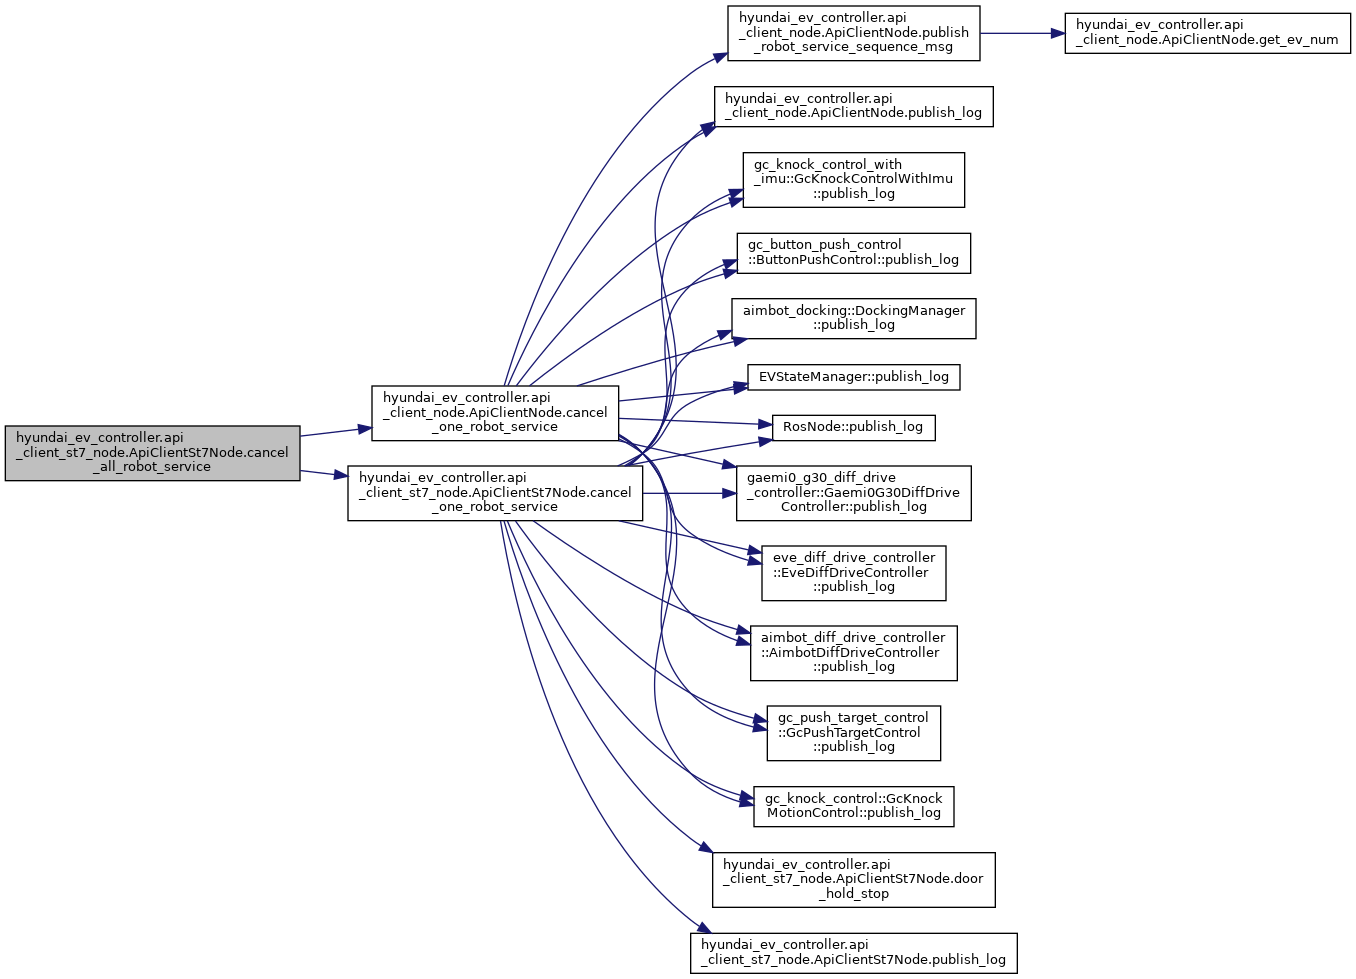 hyundai_ev_controller.api
_client_st7_node.ApiClientSt7Node.cancel
_all_robot_service
hyundai_ev_controller.api
_client_node.ApiClientNode.cancel
_one_robot_service
hyundai_ev_controller.api
_client_st7_node.ApiClientSt7Node.cancel
_one_robot_service
hyundai_ev_controller.api
_client_node.ApiClientNode.publish
_robot_service_sequence_msg
hyundai_ev_controller.api
_client_node.ApiClientNode.get_ev_num
hyundai_ev_controller.api
_client_node.ApiClientNode.publish_log
gc_knock_control_with
_imu::GcKnockControlWithImu
::publish_log
gc_button_push_control
::ButtonPushControl::publish_log
aimbot_docking::DockingManager
::publish_log
EVStateManager::publish_log
RosNode::publish_log
gaemi0_g30_diff_drive
_controller::Gaemi0G30DiffDrive
Controller::publish_log
eve_diff_drive_controller
::EveDiffDriveController
::publish_log
aimbot_diff_drive_controller
::AimbotDiffDriveController
::publish_log
gc_push_target_control
::GcPushTargetControl
::publish_log
gc_knock_control::GcKnock
MotionControl::publish_log
hyundai_ev_controller.api
_client_st7_node.ApiClientSt7Node.door
_hold_stop
hyundai_ev_controller.api
_client_st7_node.ApiClientSt7Node.publish_log